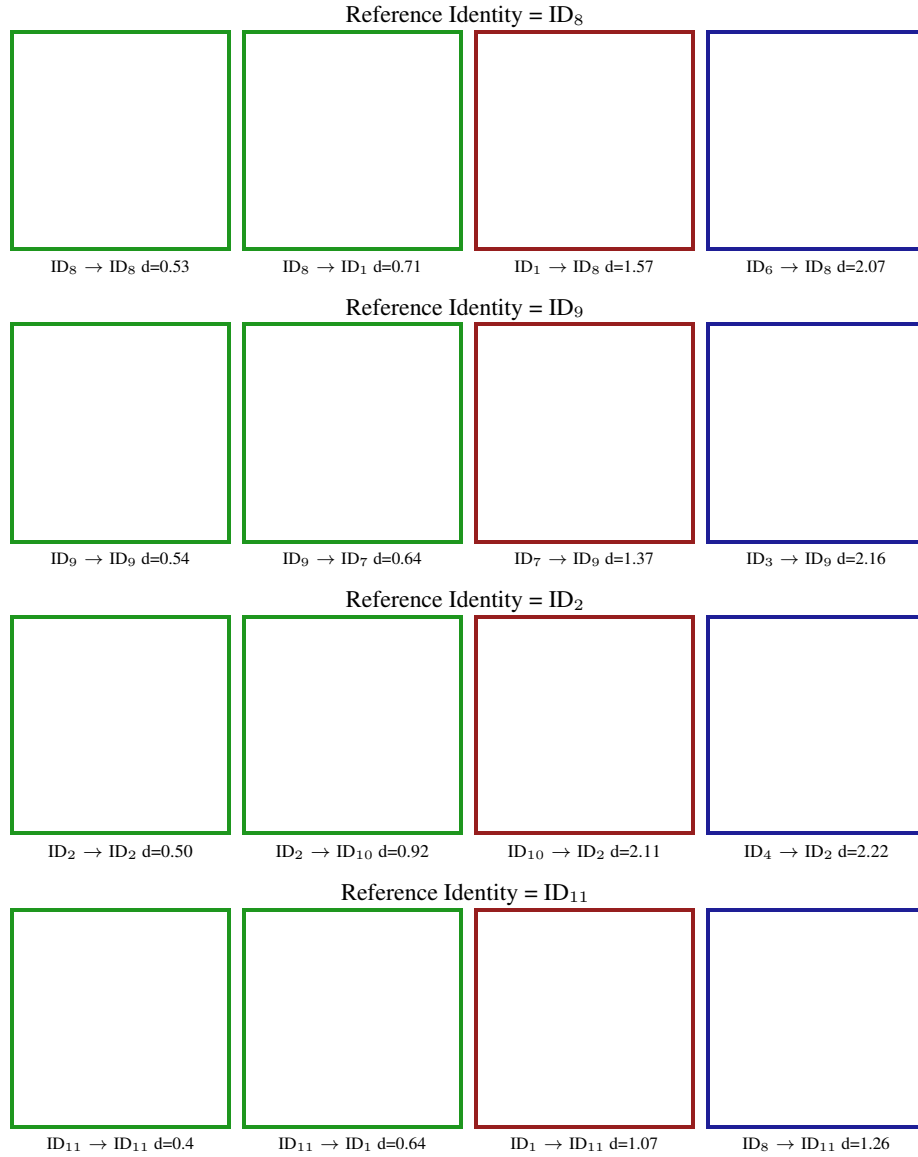 Reference Identity = ID₈
ID₈ → ID₈ d=0.53 ID₈ → ID₁ d=0.71 ID₁ → ID₈ d=1.57 ID₆ → ID₈ d=2.07
Reference Identity = ID₉
ID₉ → ID₉ d=0.54 ID₉ → ID₇ d=0.64 ID₇ → ID₉ d=1.37 ID₃ → ID₉ d=2.16
Reference Identity = ID₂
ID₂ → ID₂ d=0.50 ID₂ → ID₁₀ d=0.92 ID₁₀ → ID₂ d=2.11 ID₄ → ID₂ d=2.22
Reference Identity = ID₁₁
ID₁₁ → ID₁₁ d=0.4 ID₁₁ → ID₁ d=0.64 ID₁ → ID₁₁ d=1.07 ID₈ → ID₁₁ d=1.26